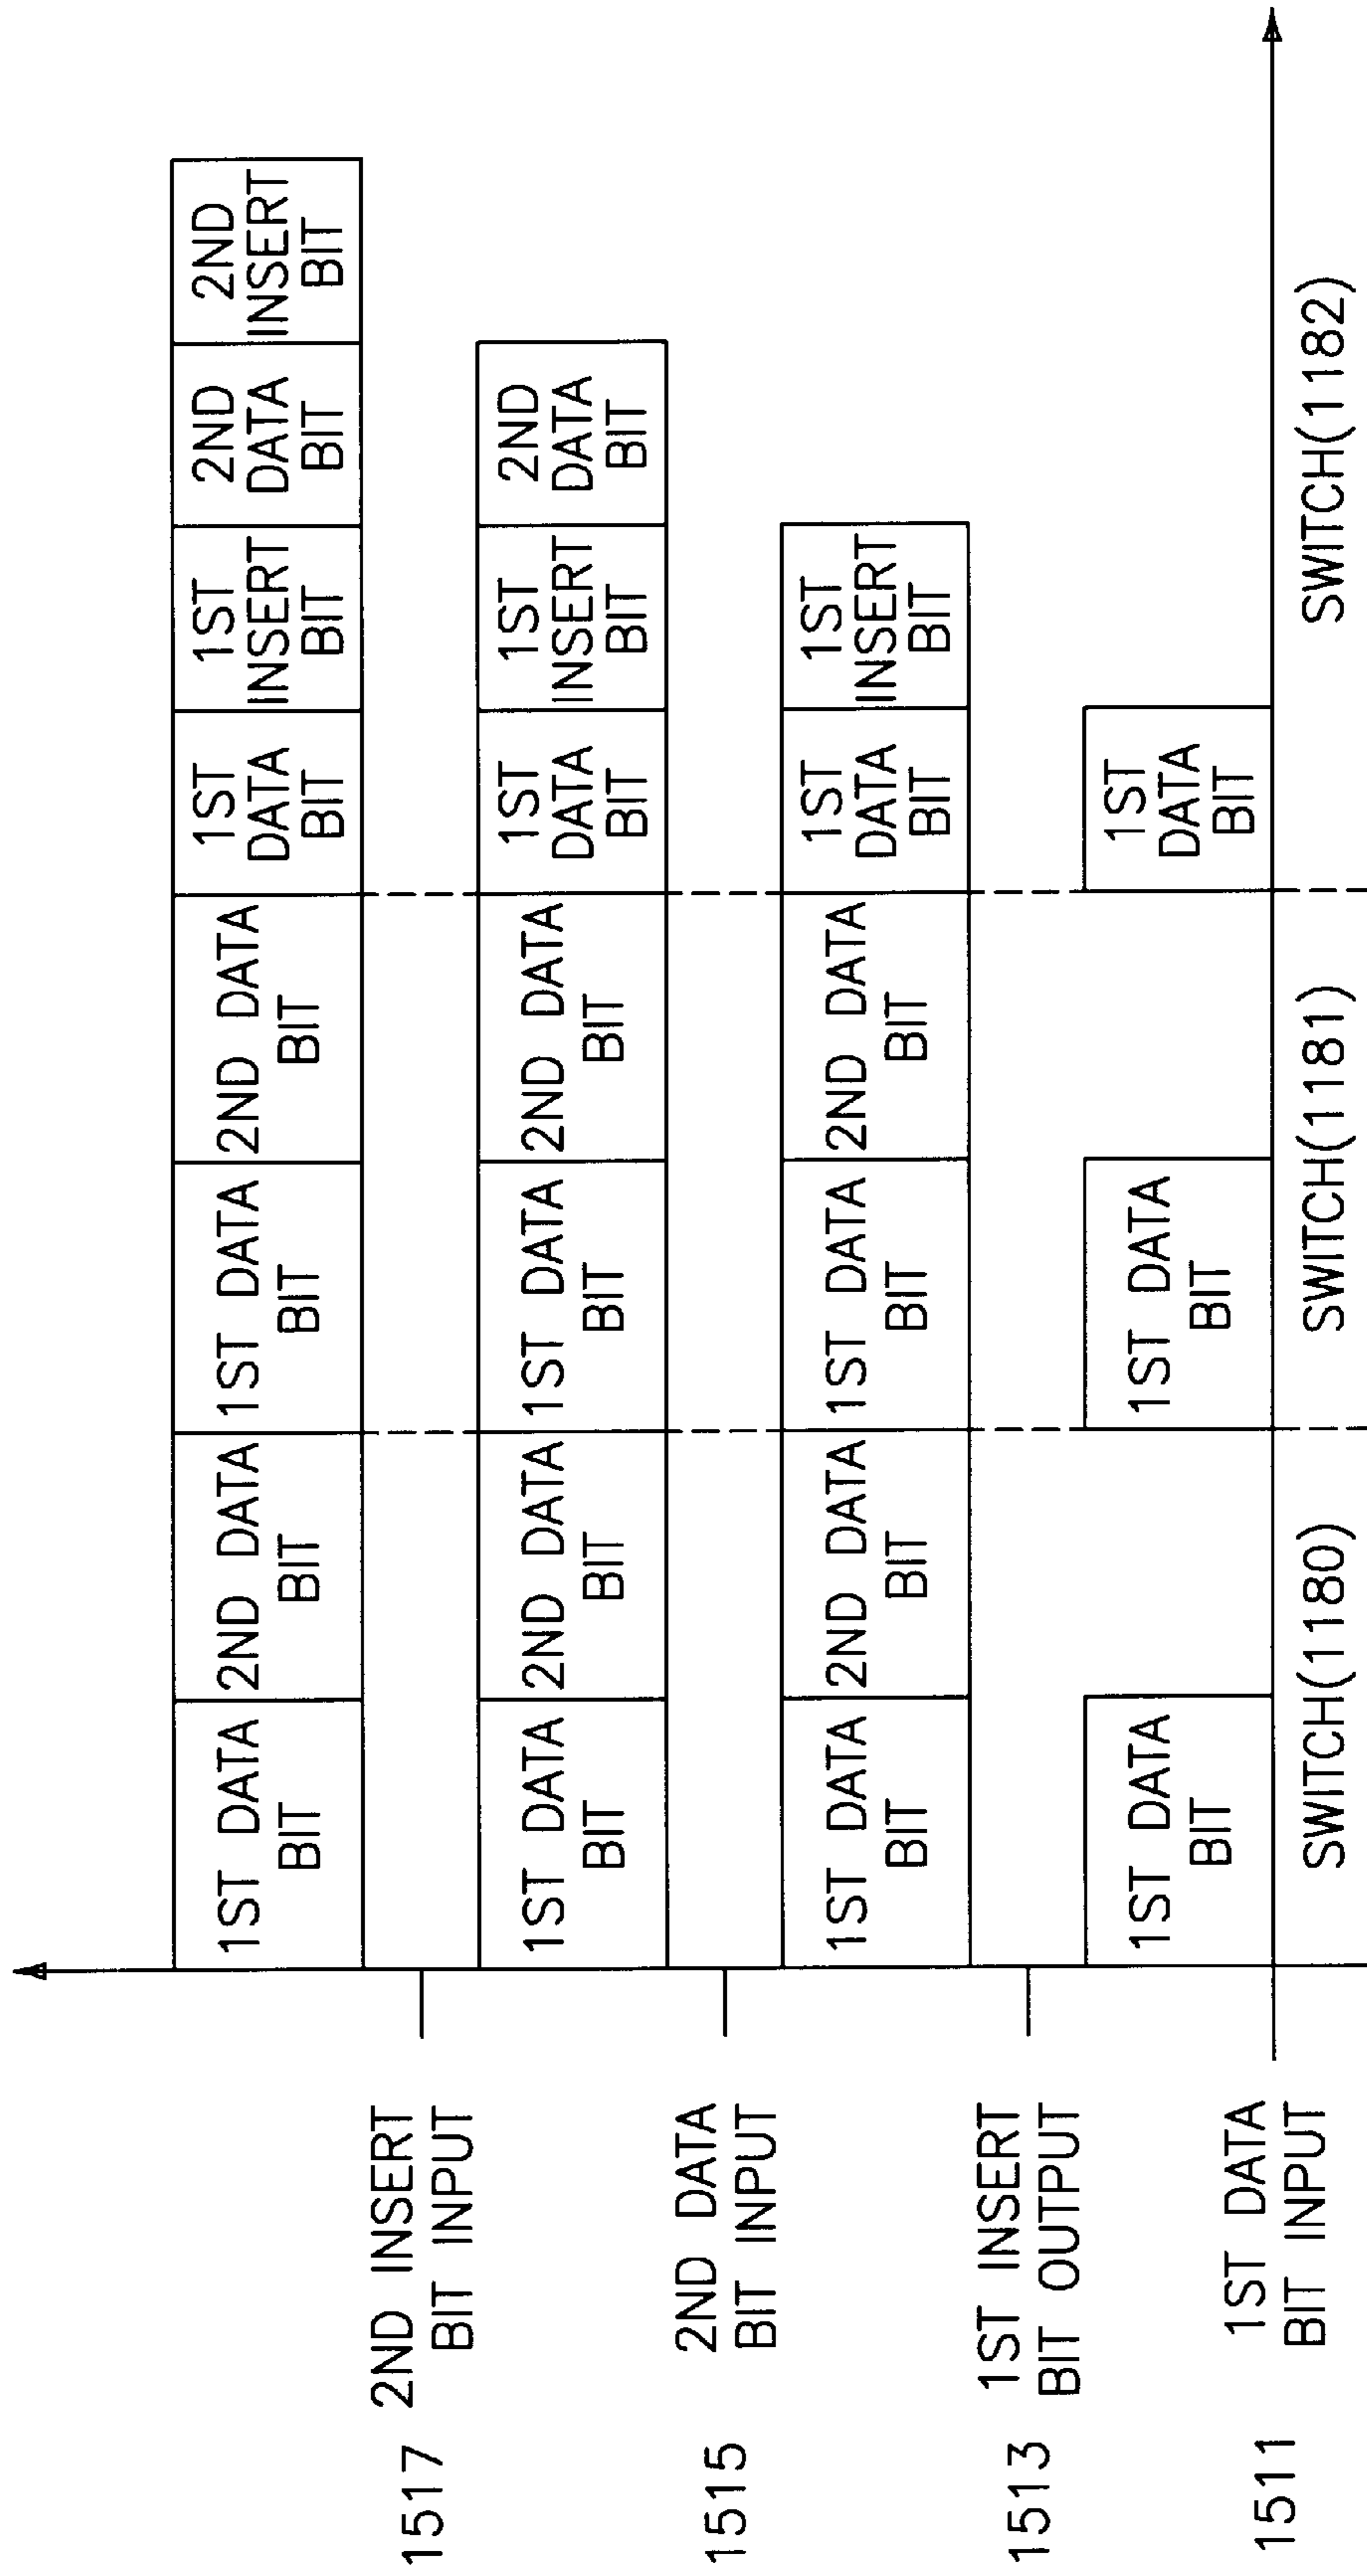 1ST DATA
BIT
2ND DATA
BIT
1ST DATA
BIT
2ND DATA
BIT
1ST
DATA
BIT
1ST
INSERT
BIT
2ND
DATA
BIT
2ND
INSERT
BIT
1517 2ND INSERT
BIT INPUT
1ST DATA
BIT
2ND DATA
BIT
1ST DATA
BIT
2ND DATA
BIT
1ST
DATA
BIT
1ST
INSERT
BIT
2ND
DATA
BIT
1515 2ND DATA
BIT INPUT
1ST DATA
BIT
2ND DATA
BIT
1ST DATA
BIT
2ND DATA
BIT
1ST
DATA
BIT
1ST
INSERT
BIT
1513 1ST INSERT
BIT OUTPUT
1ST DATA
BIT
1ST DATA
BIT
1ST
DATA
BIT
1511 1ST DATA
BIT INPUT
SWITCH(1180)
SWITCH(1181)
SWITCH(1182)